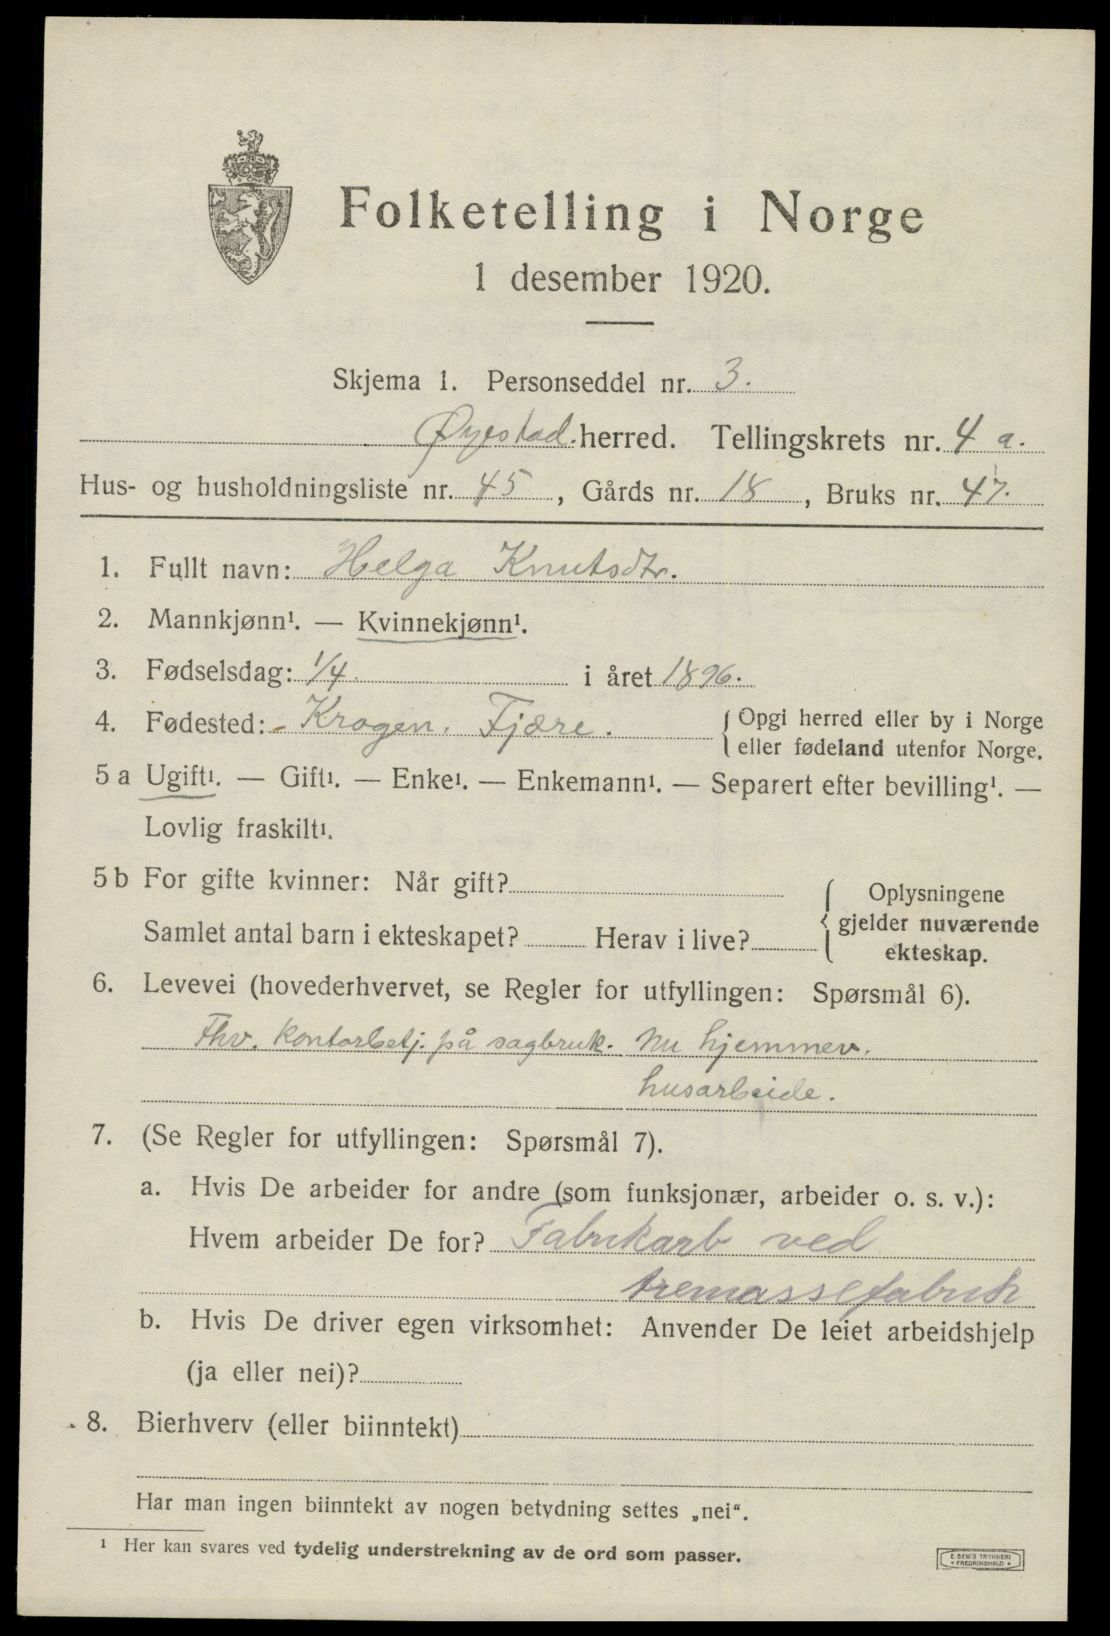 Folketelling i Norge
1 desember 1920.
Skjema 1. Personseddel nr. 3.
Øyestad herred. Tellingskrets nr. 4 a.
Hus- og husholdningsliste nr. 45, Gårds nr. 18, Bruks nr. 47.
1. Fullt navn: Helga Knutsdtr.
2. Mannkjønn¹. — Kvinnekjønn¹.
3. Fødselsdag: 1/4. i året 1896.
4. Fødested: Krogen. Fjære. { Opgi herred eller by i Norge
eller fødeland utenfor Norge.
5 a Ugift¹. — Gift¹. — Enke¹. — Enkemann¹. — Separert efter bevilling¹. —
Lovlig fraskilt¹.
5 b For gifte kvinner: Når gift?
Samlet antal barn i ekteskapet? Herav i live?
{ Oplysningene
gjelder nuværende
ekteskap.
6. Levevei (hovederhvervet, se Regler for utfyllingen: Spørsmål 6).
Fhv. kontorbetj. på sagbruk. Nu hjemmev.
husarbeide.
7. (Se Regler for utfyllingen: Spørsmål 7).
a. Hvis De arbeider for andre (som funksjonær, arbeider o. s. v.):
Hvem arbeider De for? Fabrikarb ved
tremassefabrik
b. Hvis De driver egen virksomhet: Anvender De leiet arbeidshjelp
(ja eller nei)?
8. Bierhverv (eller biinntekt)
Har man ingen biinntekt av nogen betydning settes „nei“.
¹ Her kan svares ved tydelig understrekning av de ord som passer.
E. SEM'S TRYKKERI
FREDRIKSHALD